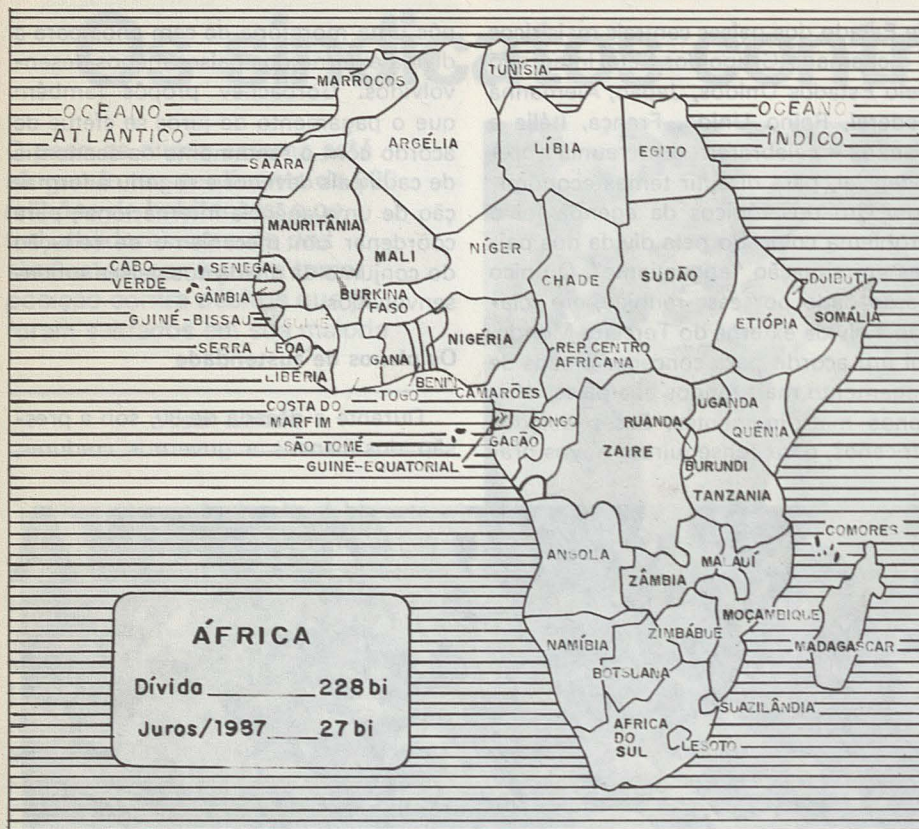 MARROCOS
TUNÍSIA
OCEANO
ATLÂNTICO
OCEANO
ÍNDICO
ARGÉLIA
LÍBIA
EGITO
SAARA
MAURITÂNIA
MALI
NÍGER
CHADE
SUDÃO
CABO
VERDE
SENEGAL
GÂMBIA
BURKINA
FASO
DJIBUTI
SOMÁLIA
GUINÉ-BISSAU
GUINÉ
NIGÉRIA
ETIÓPIA
SERRA LEOA
GANA
REP. CENTRO
AFRICANA
LIBÉRIA
TOGO
BENIN
CAMARÕES
COSTA DO
MARFIM
CONGO
RUANDA
UGANDA
QUÊNIA
SÃO TOMÉ
GABÃO
ZAIRE
GUINÉ-EQUATORIAL
BURUNDI
TANZANIA
COMORES
ANGOLA
MALAUÍ
ZÂMBIA
MOÇAMBIQUE
ZIMBÁBUE
NAMÍBIA
MADAGASCAR
BOTSUANA
SUAZILÂNDIA
AFRICA
DO
SUL
LESOTO
ÁFRICA
Dívida 228 bi
Juros/1987 27 bi